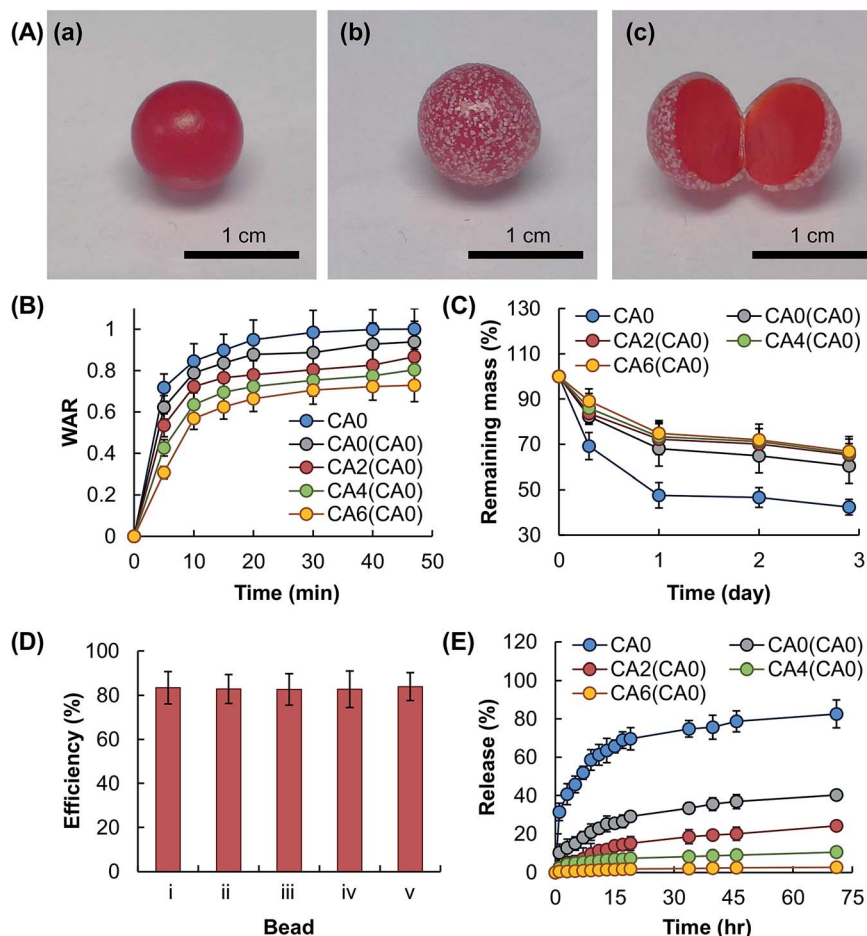 (A) (a) (b) (c)
1 cm 1 cm 1 cm
(B)
WAR
1
0.8
0.6
0.4
0.2
0
0 10 20 30 40 50
Time (min)
CA0
CA0(CA0)
CA2(CA0)
CA4(CA0)
CA6(CA0)
(C)
Remaining mass (%)
130
110
90
70
50
30
0 1 2 3
Time (day)
CA0 CA0(CA0)
CA2(CA0) CA4(CA0)
CA6(CA0)
(D)
Efficiency (%)
100
80
60
40
20
0
i ii iii iv v
Bead
(E)
Release (%)
120
100
80
60
40
20
0
0 15 30 45 60 75
Time (hr)
CA0 CA0(CA0)
CA2(CA0) CA4(CA0)
CA6(CA0)